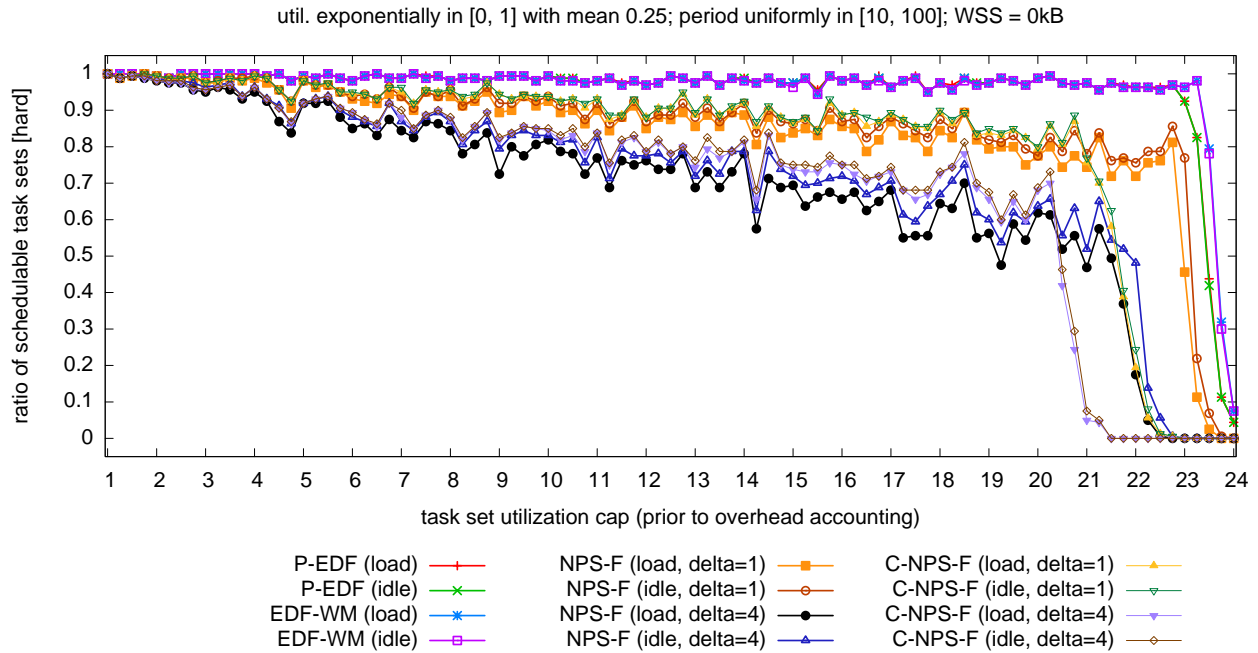 util. exponentially in [0, 1] with mean 0.25; period uniformly in [10, 100]; WSS = 0kB
ratio of schedulable task sets [hard]
1
0.9
0.8
0.7
0.6
0.5
0.4
0.3
0.2
0.1
0
1 2 3 4 5 6 7 8 9 10 11 12 13 14 15 16 17 18 19 20 21 22 23 24
task set utilization cap (prior to overhead accounting)
P-EDF (load) NPS-F (load, delta=1) C-NPS-F (load, delta=1)
P-EDF (idle) NPS-F (idle, delta=1) C-NPS-F (idle, delta=1)
EDF-WM (load) NPS-F (load, delta=4) C-NPS-F (load, delta=4)
EDF-WM (idle) NPS-F (idle, delta=4) C-NPS-F (idle, delta=4)